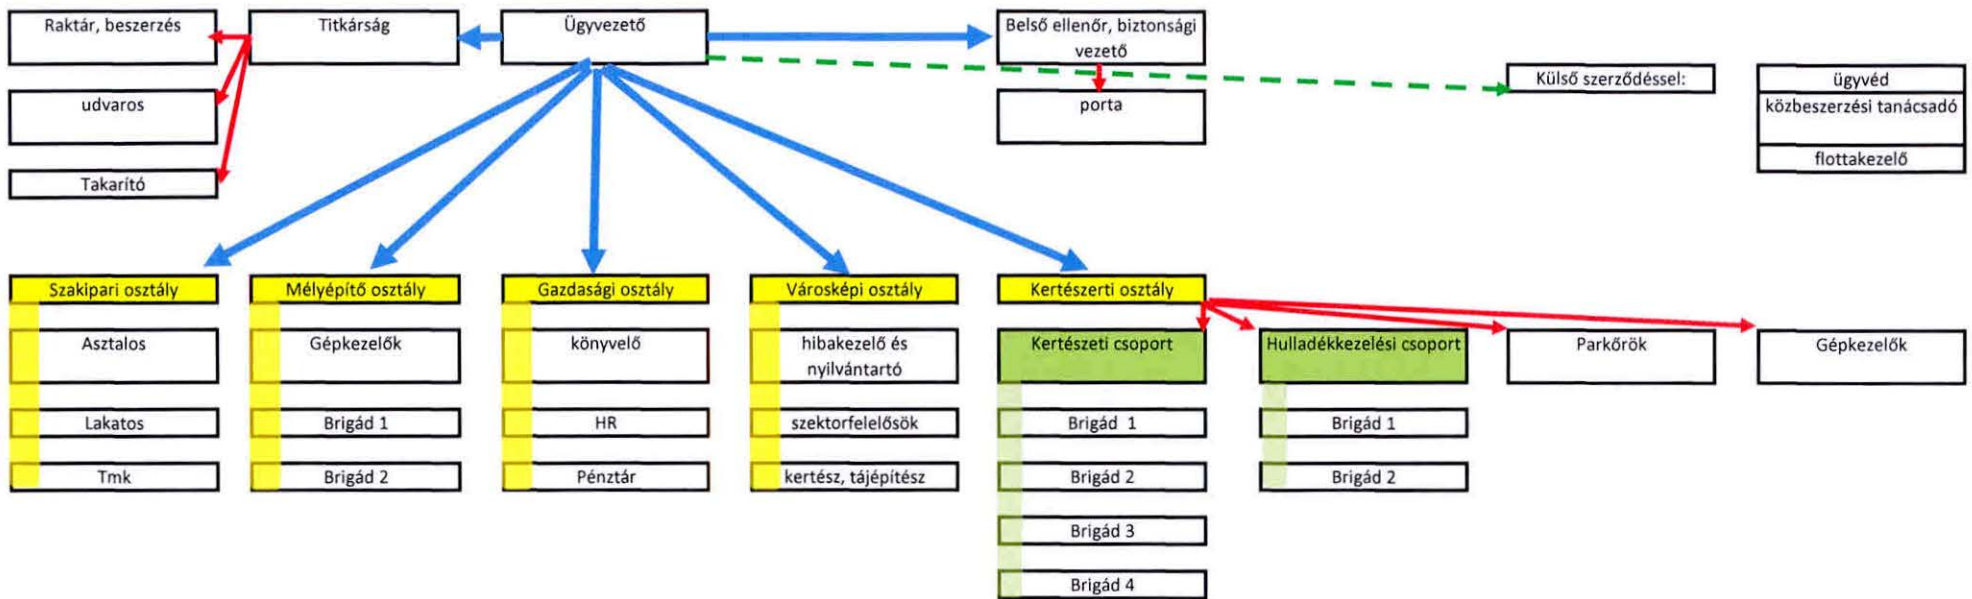 Raktár, beszerzés
Titkárság
Ügyvezető
Belső ellenőr, biztonsági
vezető
Külső szerződéssel:
ügyvéd
udvaros
porta
közbeszerzési tanácsadó
flottakezelő
Takarító
Szakipari osztály
Mélyépítő osztály
Gazdasági osztály
Városképi osztály
Kertészerti osztály
Asztalos
Gépkezelők
könyvelő
hibakezelő és
nyilvántartó
Kertészeti csoport
Hulladékkezelési csoport
Parkőrök
Gépkezelők
Lakatos
Brigád 1
HR
szektorfelelősök
Brigád 1
Brigád 1
Tmk
Brigád 2
Pénztár
kertész, tájépítész
Brigád 2
Brigád 2
Brigád 3
Brigád 4